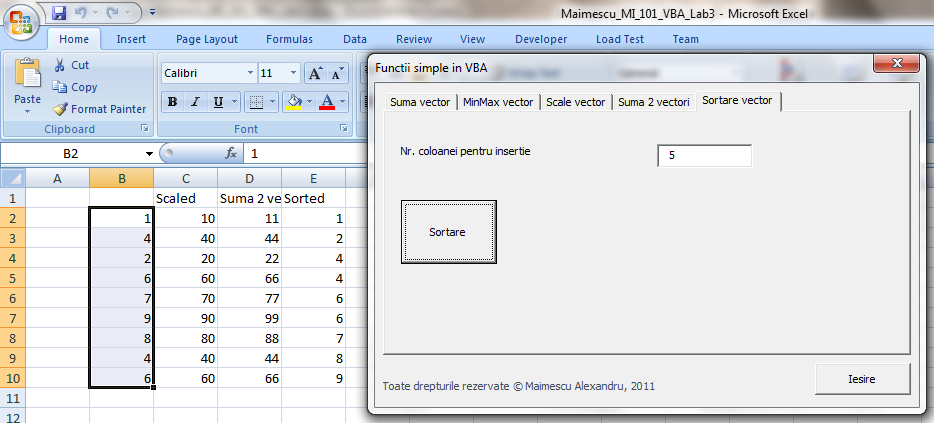 Maimescu_MI_101_VBA_Lab3 - Microsoft Excel
Home Insert Page Layout Formulas Data Review View Developer Load Test Team
Paste
Cut
Copy
Format Painter
Calibri 11 A A
B I U A
Clipboard Font
B2 fx 1
A B C D E
1 Scaled Suma 2 ve Sorted
2 1 10 11 1
3 4 40 44 2
4 2 20 22 4
5 6 60 66 4
6 7 70 77 6
7 9 90 99 6
8 8 80 88 7
9 4 40 44 8
10 6 60 66 9
11
12
Functii simple in VBA
Suma vector MinMax vector Scale vector Suma 2 vectori Sortare vector
Nr. coloanei pentru insertie 5
Sortare
Toate drepturile rezervate © Maimescu Alexandru, 2011
Iesire